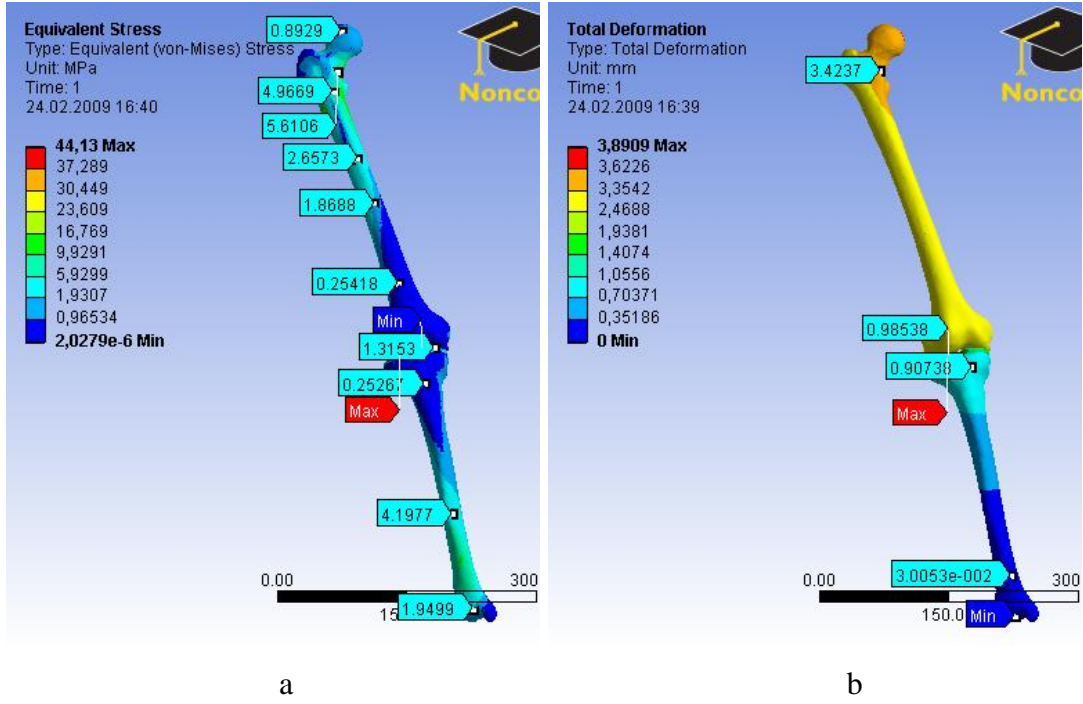 Equivalent Stress
Type: Equivalent (von-Mises) Stress
Unit: MPa
Time: 1
24.02.2009 16:40
44,13 Max
37,289
30,449
23,609
16,769
9,9291
5,9299
1,9307
0,96534
2,0279e-6 Min
0.8929
4.9669
5.6106
2.6573
1.8688
0.25418
Min
1.3153
0.25267
Max
4.1977
1.9499
0.00
300
15
Nonco
a
Total Deformation
Type: Total Deformation
Unit: mm
Time: 1
24.02.2009 16:39
3,8909 Max
3,6226
3,3542
2,4688
1,9381
1,4074
1,0556
0,70371
0,35186
0 Min
3.4237
0.98538
0.90738
Max
3.0053e-002
Min
0.00
300
150.0
Nonco
b